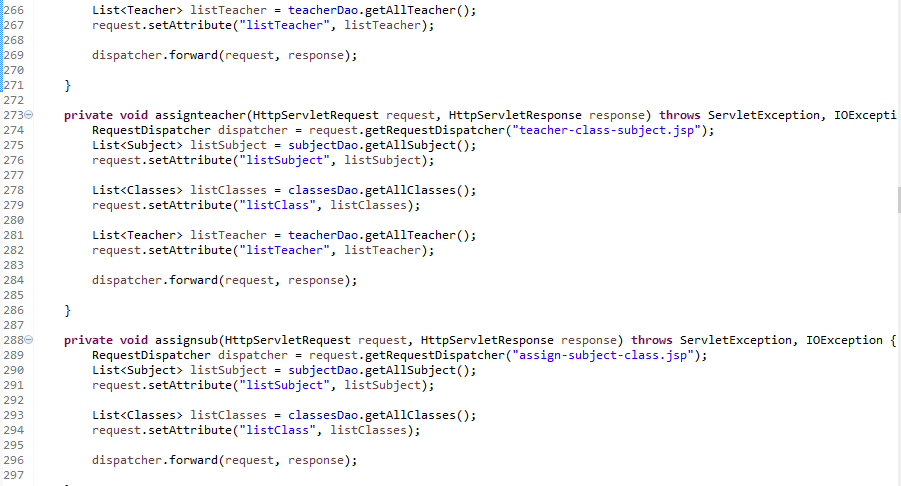 266 List<Teacher> listTeacher = teacherDao.getAllTeacher();
267 request.setAttribute("listTeacher", listTeacher);
268
269 dispatcher.forward(request, response);
270
271 }
272
273 private void assignteacher(HttpServletRequest request, HttpServletResponse response) throws ServletException, IOExcepti
274 RequestDispatcher dispatcher = request.getRequestDispatcher("teacher-class-subject.jsp");
275 List<Subject> listSubject = subjectDao.getAllSubject();
276 request.setAttribute("listSubject", listSubject);
277
278 List<Classes> listClasses = classesDao.getAllClasses();
279 request.setAttribute("listClass", listClasses);
280
281 List<Teacher> listTeacher = teacherDao.getAllTeacher();
282 request.setAttribute("listTeacher", listTeacher);
283
284 dispatcher.forward(request, response);
285
286 }
287
288 private void assignsub(HttpServletRequest request, HttpServletResponse response) throws ServletException, IOException {
289 RequestDispatcher dispatcher = request.getRequestDispatcher("assign-subject-class.jsp");
290 List<Subject> listSubject = subjectDao.getAllSubject();
291 request.setAttribute("listSubject", listSubject);
292
293 List<Classes> listClasses = classesDao.getAllClasses();
294 request.setAttribute("listClass", listClasses);
295
296 dispatcher.forward(request, response);
297